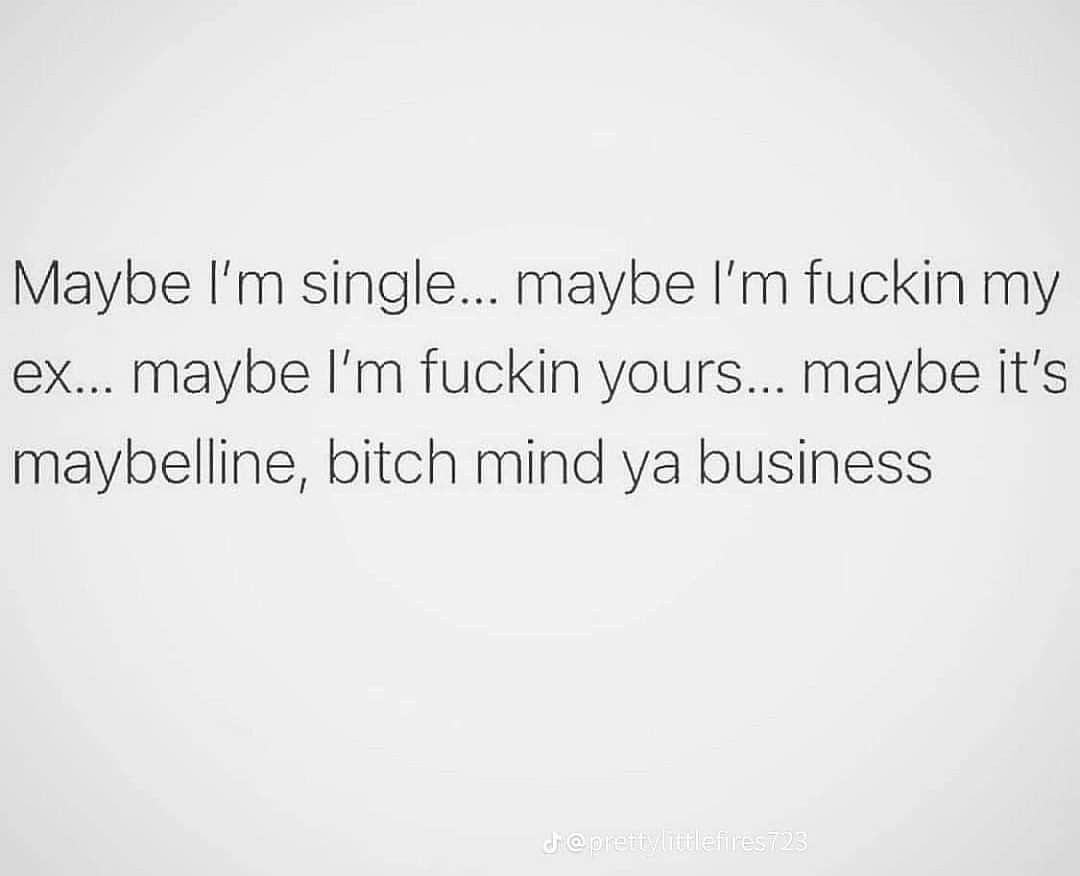 Maybe I'm single... maybe I'm fuckin my
ex... maybe I'm fuckin yours... maybe it's
maybelline, bitch mind ya business
@prettylittlefires723